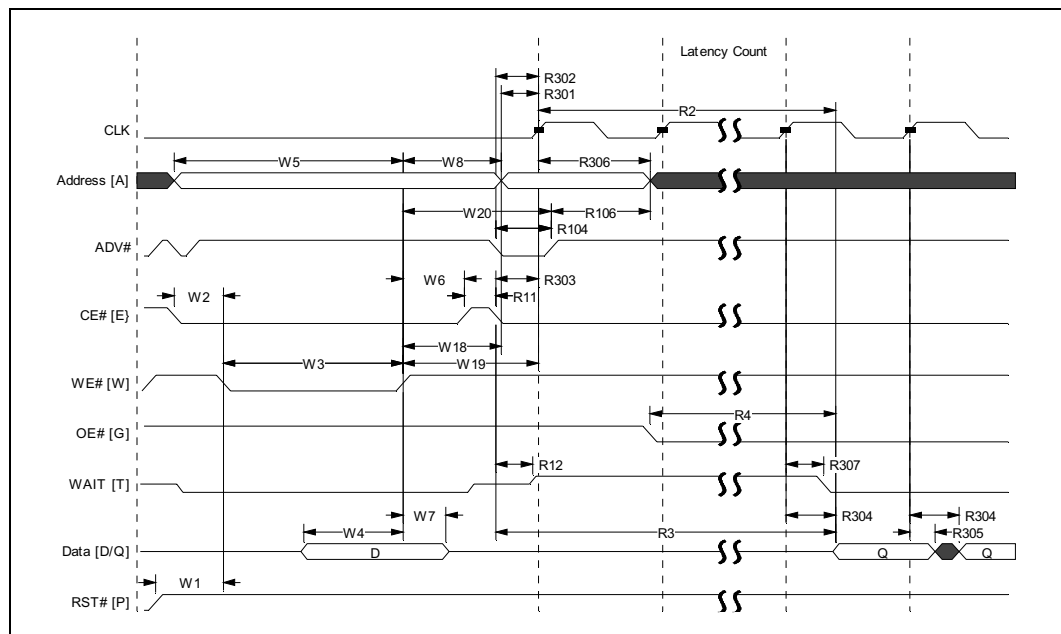 Latency Count
R302
R301
R2
CLK
W5
W8
R306
Address [A]
W20
R106
R104
ADV#
W6
R303
W2
R11
CE# [E}
W18
W3
W19
WE# [W]
R4
OE# [G]
R12
R307
WAIT [T]
W7
R304
R304
W4
R3
R305
Data [D/Q]
D
Q
Q
W1
RST# [P]